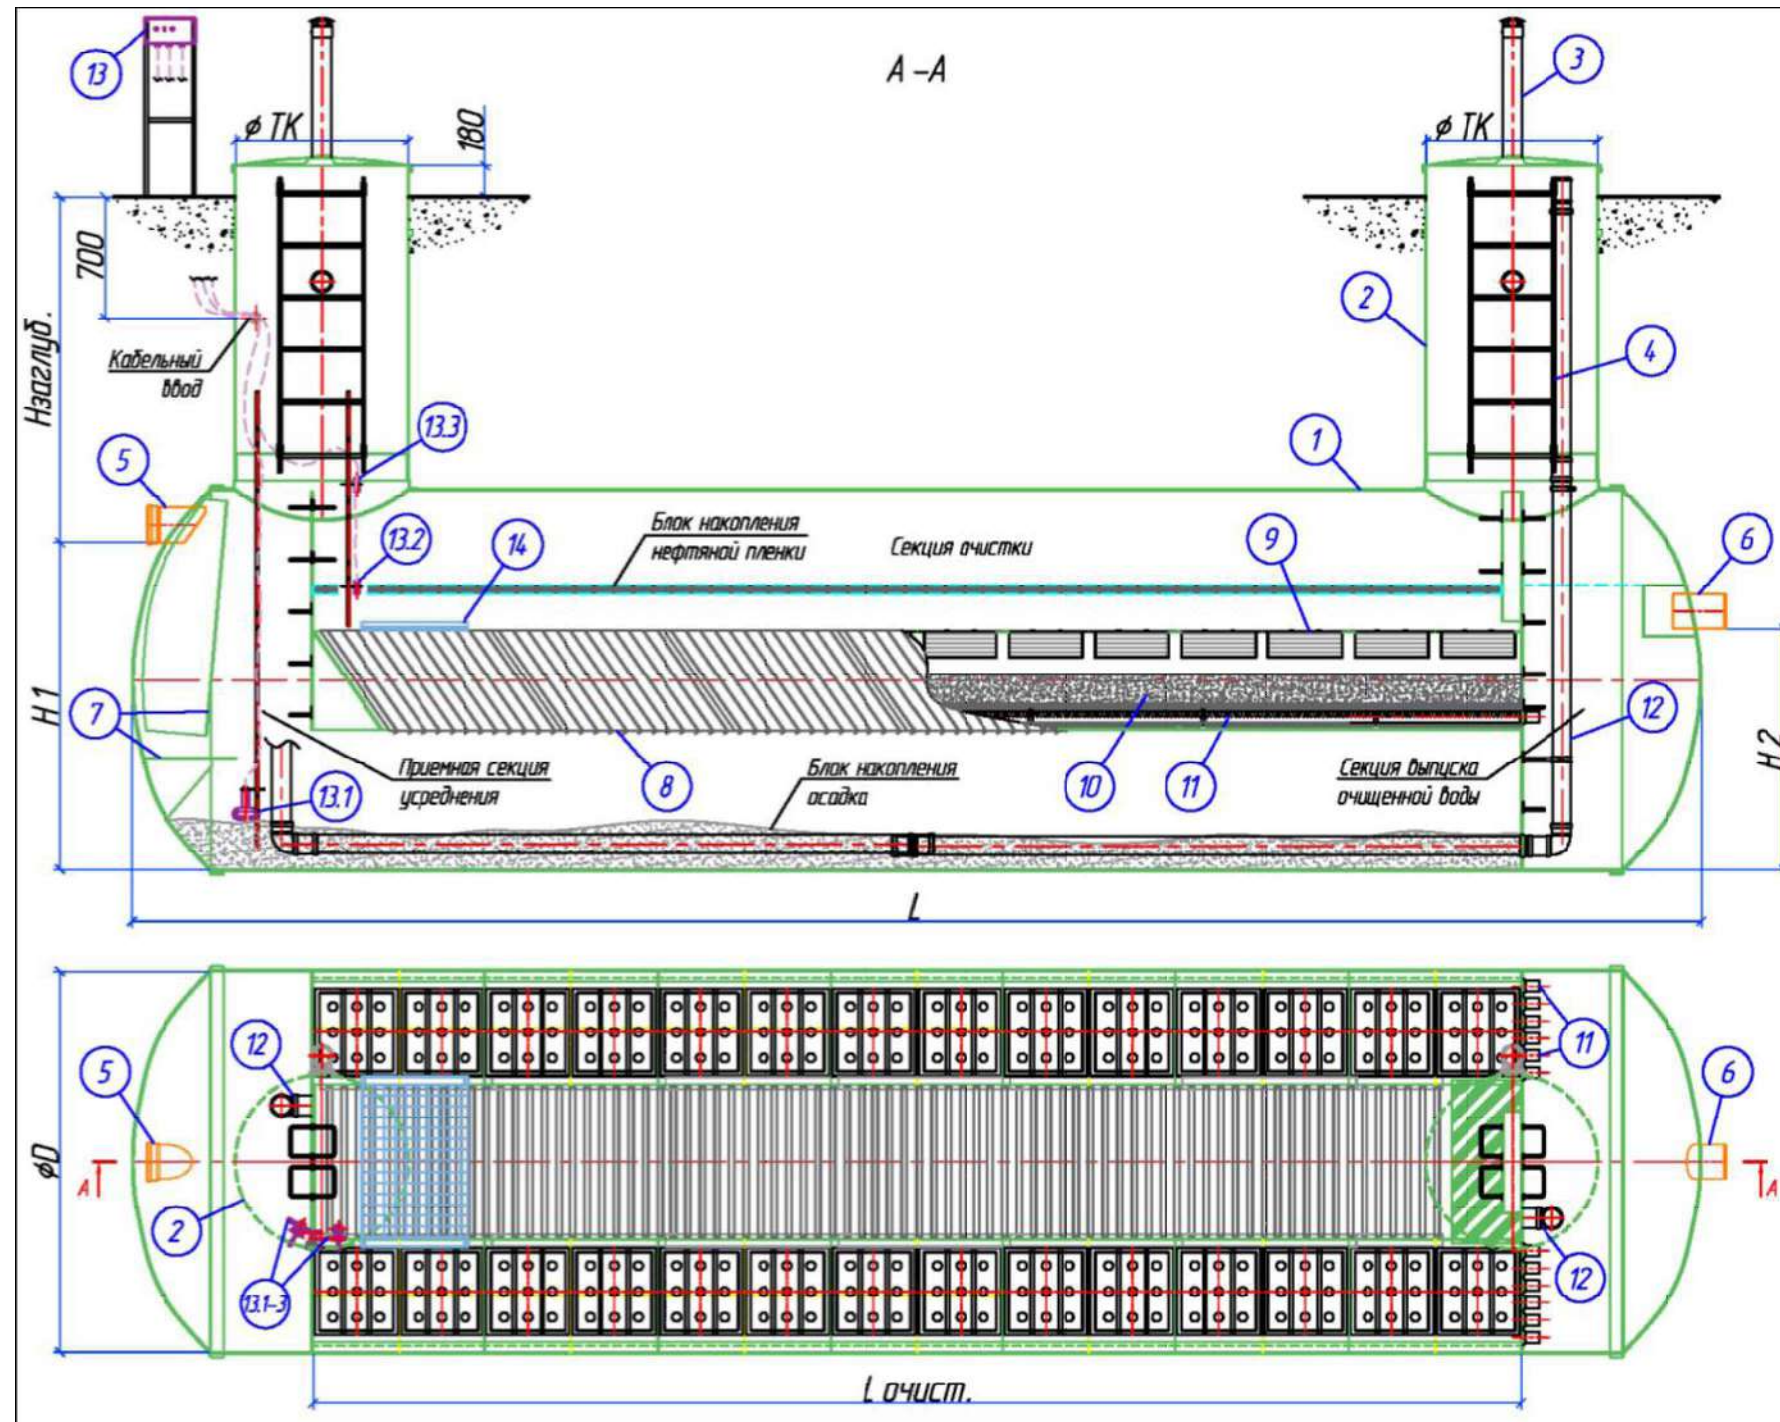 A-A
13
3
ф ТК
180
ф ТК
700
2
4
Нзаглуб.
Кабельный
ввод
13.3
1
5
Блок накопления
нефтяной пленки
Секция очистки
13.2
14
9
6
H1
7
12
H2
Приемная секция
усреднения
13.1
8
Блок накопления
осадка
10
11
Секция выпуска
очищенной воды
L
12
11
5
6
фD
A
A
2
13.1-3
12
L очист.